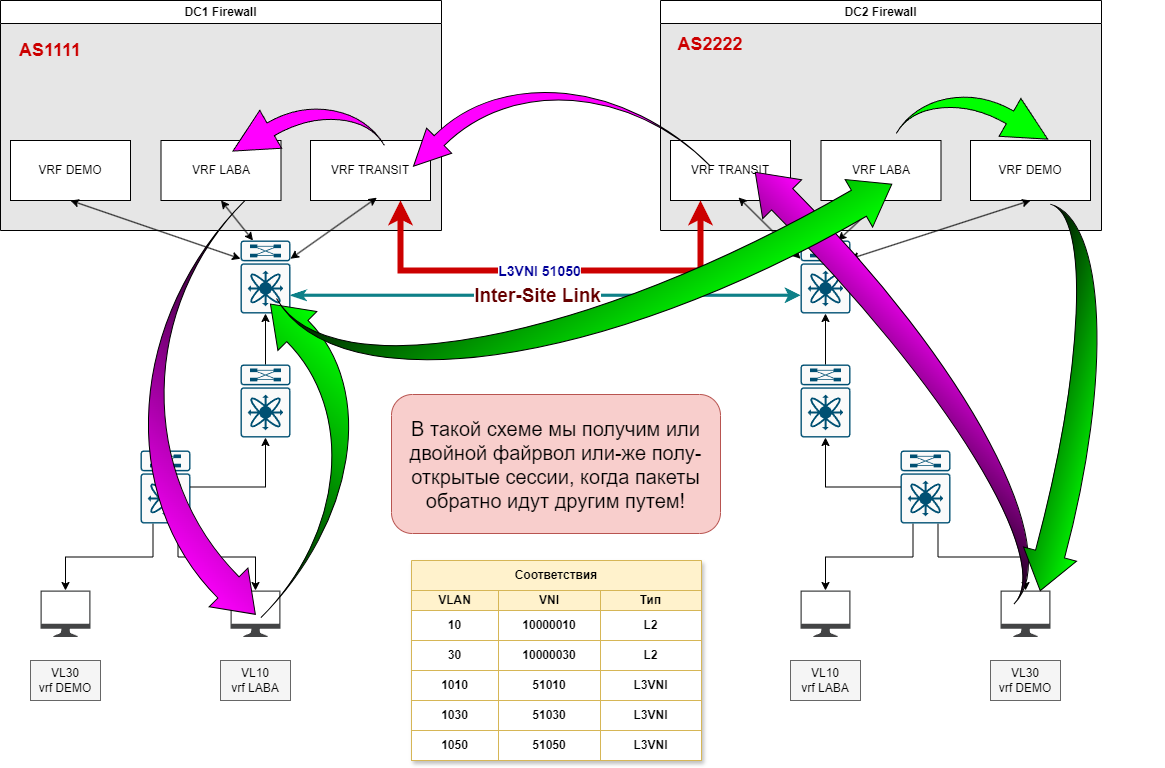 DC1 Firewall
DC2 Firewall
AS1111
AS2222
VRF DEMO
VRF LABA
VRF TRANSIT
VRF TRANSIT
VRF LABA
VRF DEMO
L3VNI 51050
Inter-Site Link
В такой схеме мы получим или
двойной файрвол или-же полу-
открытые сессии, когда пакеты
обратно идут другим путем!
Соответствия
VLAN VNI Тип
10 10000010 L2
30 10000030 L2
1010 51010 L3VNI
1030 51030 L3VNI
1050 51050 L3VNI
VL30
vrf DEMO
VL10
vrf LABA
VL10
vrf LABA
VL30
vrf DEMO